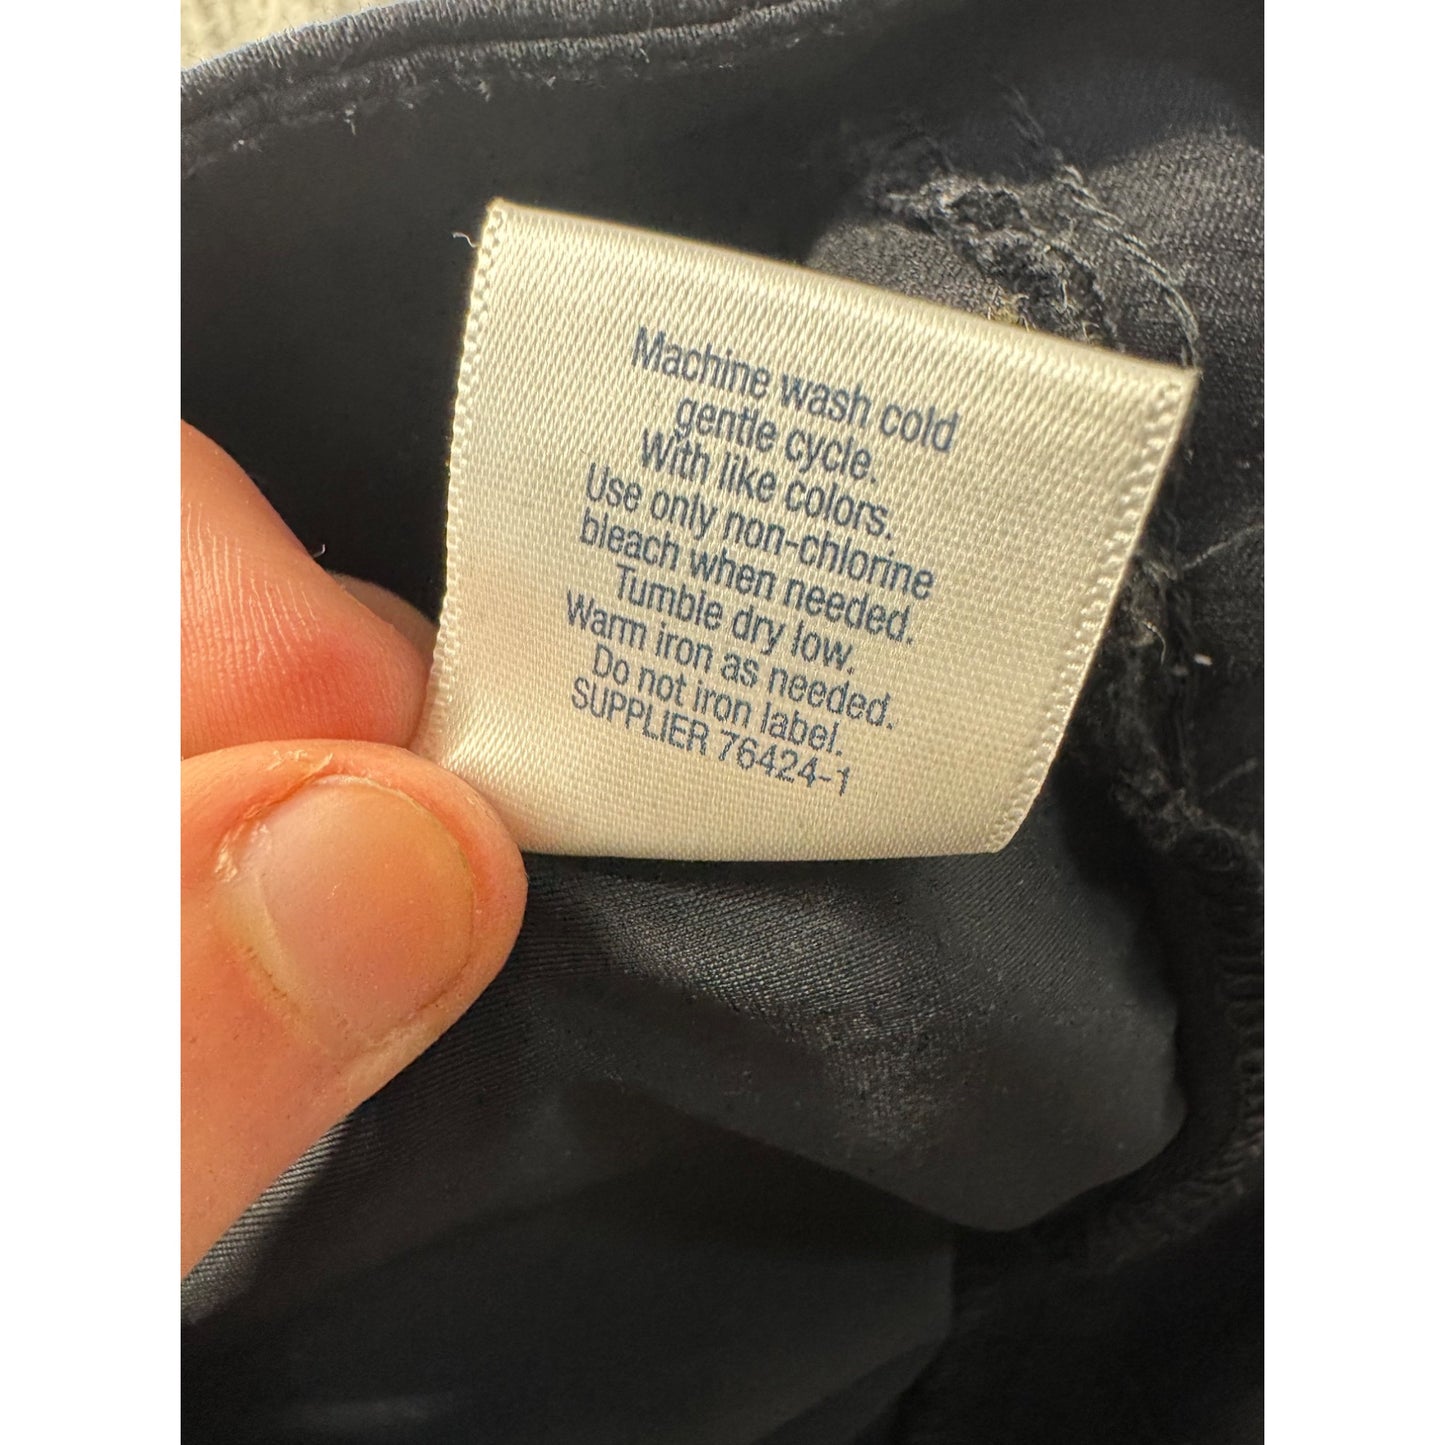 Machine wash cold
gentle cycle.
With like colors.
Use only non-chlorine
bleach when needed.
Tumble dry low.
Warm iron as needed.
Do not iron label.
SUPPLIER 76424-1